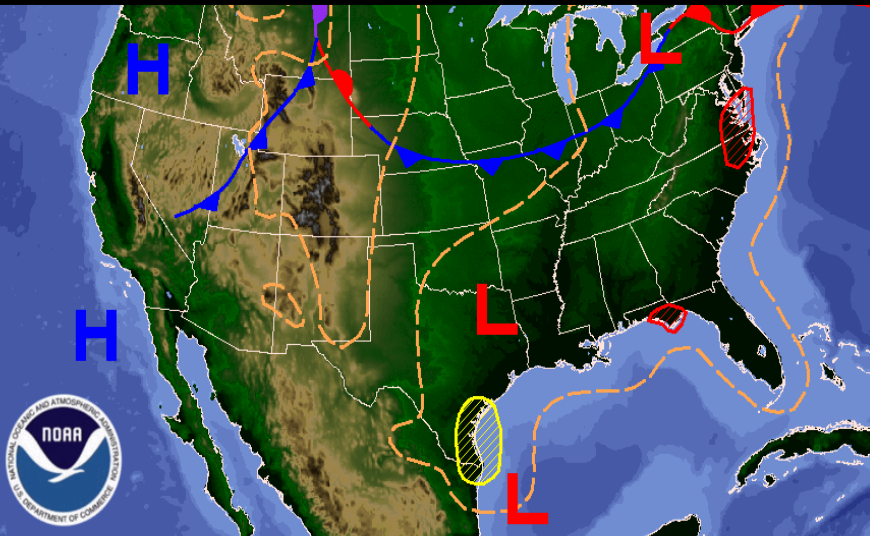 L
H
L
H
L
NOAA
NATIONAL OCEANIC AND ATMOSPHERIC ADMINISTRATION
U.S. DEPARTMENT OF COMMERCE